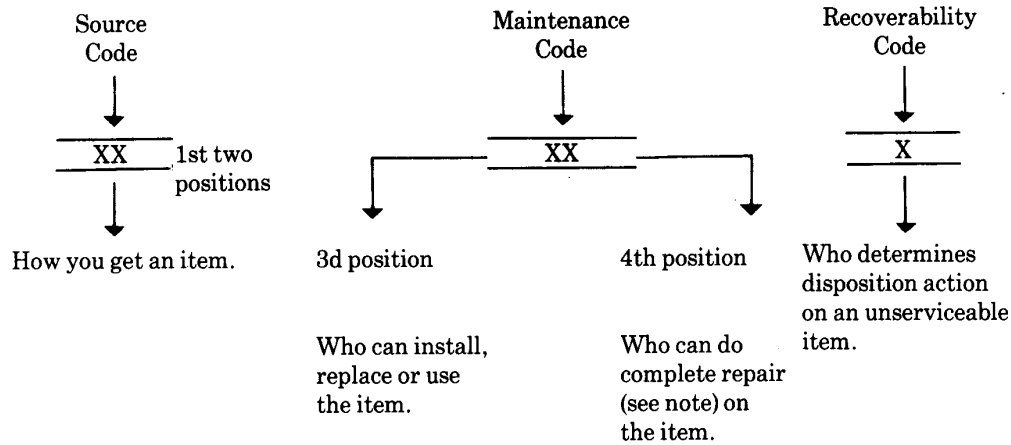 Source
Code
XX
1st two
positions
How you get an item.
Maintenance
Code
XX
3d position
Who can install,
replace or use
the item.
4th position
Who can do
complete repair
(see note) on
the item.
Recoverability
Code
X
Who determines
disposition action
on an unserviceable
item.